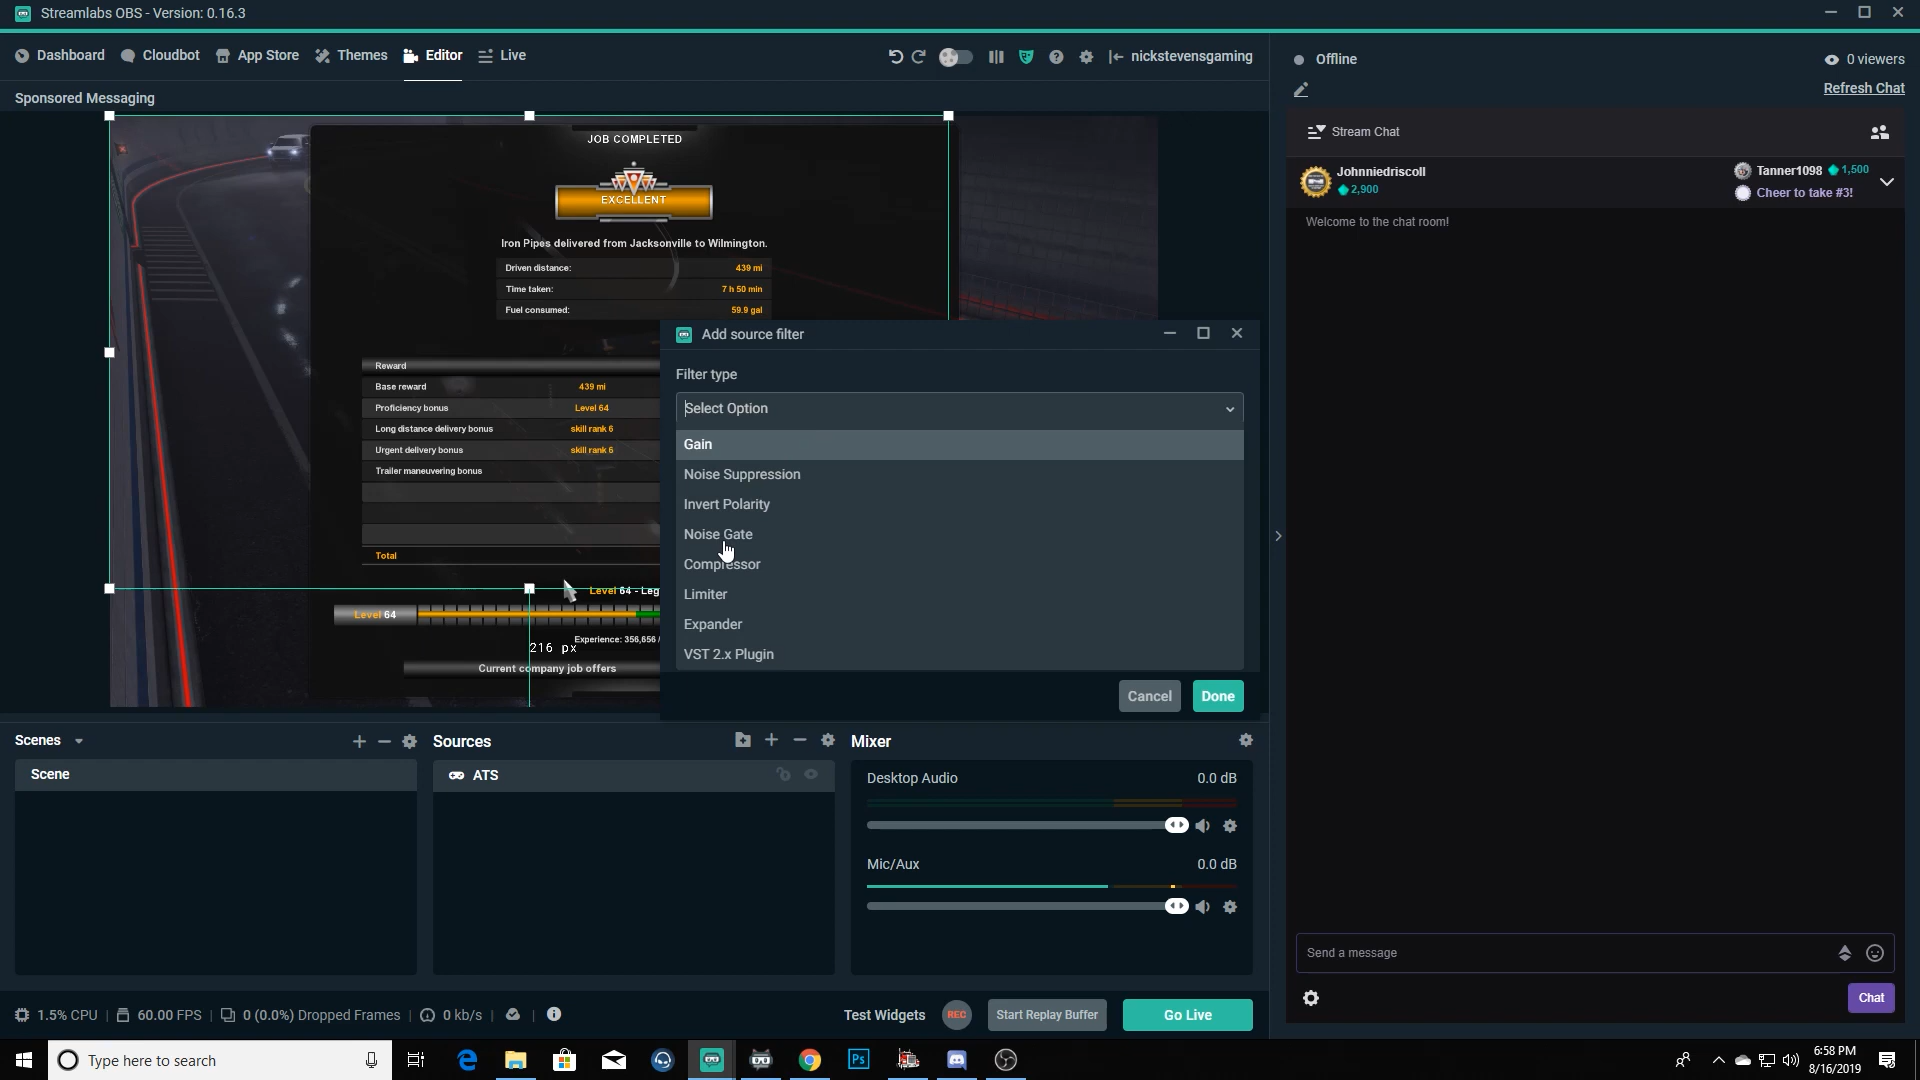 Streamlabs OBS - Version: 0.16.3
Dashboard Cloudbot App Store Themes Editor Live nickstevensgaming
Offline 0 viewers
Refresh Chat
Sponsored Messaging
Stream Chat
Johnniedriscoll
2,900
Tanner1098 1,500
Cheer to take #3!
Welcome to the chat room!
JOB COMPLETED
EXCELLENT
Iron Pipes delivered from Jacksonville to Wilmington.
Driven distance: 439 mi
Time taken: 7 h 50 min
Fuel consumed: 59.9 gal
Reward
Base reward 439 mi
Proficiency bonus Level 64
Long distance delivery bonus skill rank 6
Urgent delivery bonus skill rank 6
Trailer maneuvering bonus
Total
Level 64 - Leg
Level 64
Experience: 356,656 /
216 px
Current company job offers
Add source filter
Filter type
Select Option
Gain
Noise Suppression
Invert Polarity
Noise Gate
Compressor
Limiter
Expander
VST 2.x Plugin
Cancel Done
Scenes
Scene
Sources
ATS
Mixer
Desktop Audio 0.0 dB
Mic/Aux 0.0 dB
Send a message
Chat
1.5% CPU 60.00 FPS 0 (0.0%) Dropped Frames 0 kb/s
Test Widgets REC Start Replay Buffer Go Live
Type here to search
Ps
6:58 PM
8/16/2019